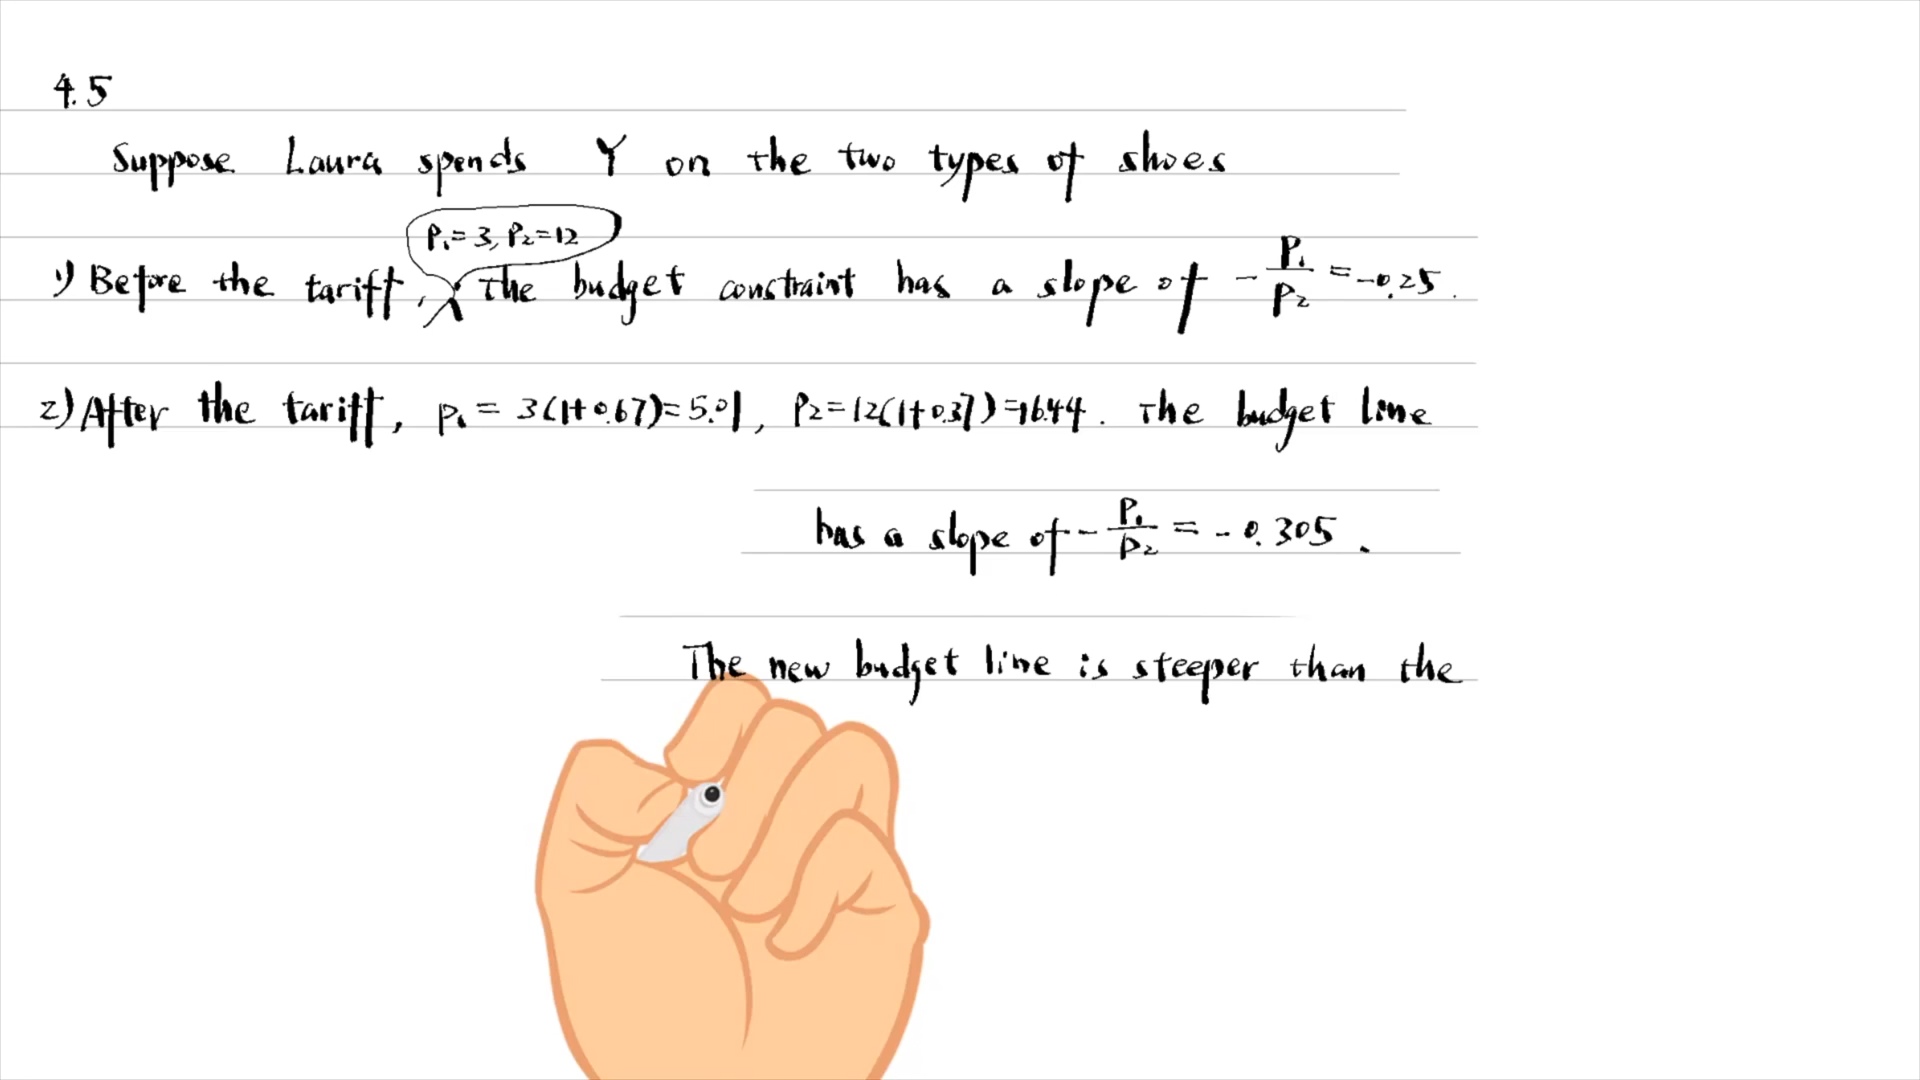 4.5
Suppose Laura spends Y on the two types of shoes
P₁=3, P₂=12
1) Before the tariff, the budget constraint has a slope of -P₁/P₂ = -0.25.
2) After the tariff, P₁ = 3(1+0.67)=5.01, P₂=12(1+0.37)=16.44. The budget line
has a slope of -P₁/P₂ = -0.305.
The new budget line is steeper than the